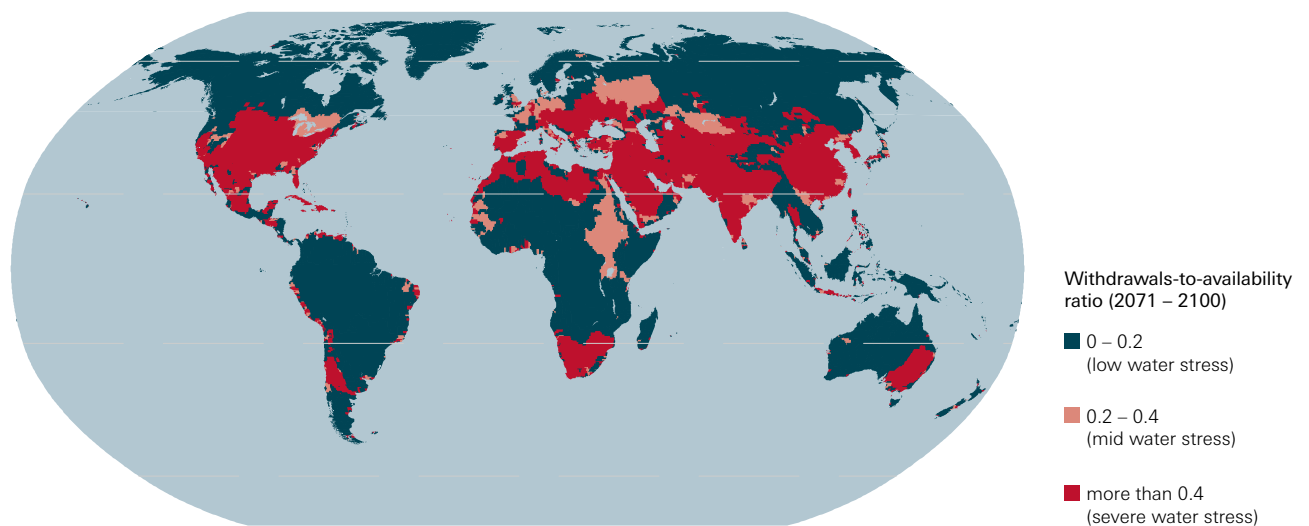 Withdrawals-to-availability
ratio (2071 – 2100)
0 – 0.2
(low water stress)
0.2 – 0.4
(mid water stress)
more than 0.4
(severe water stress)